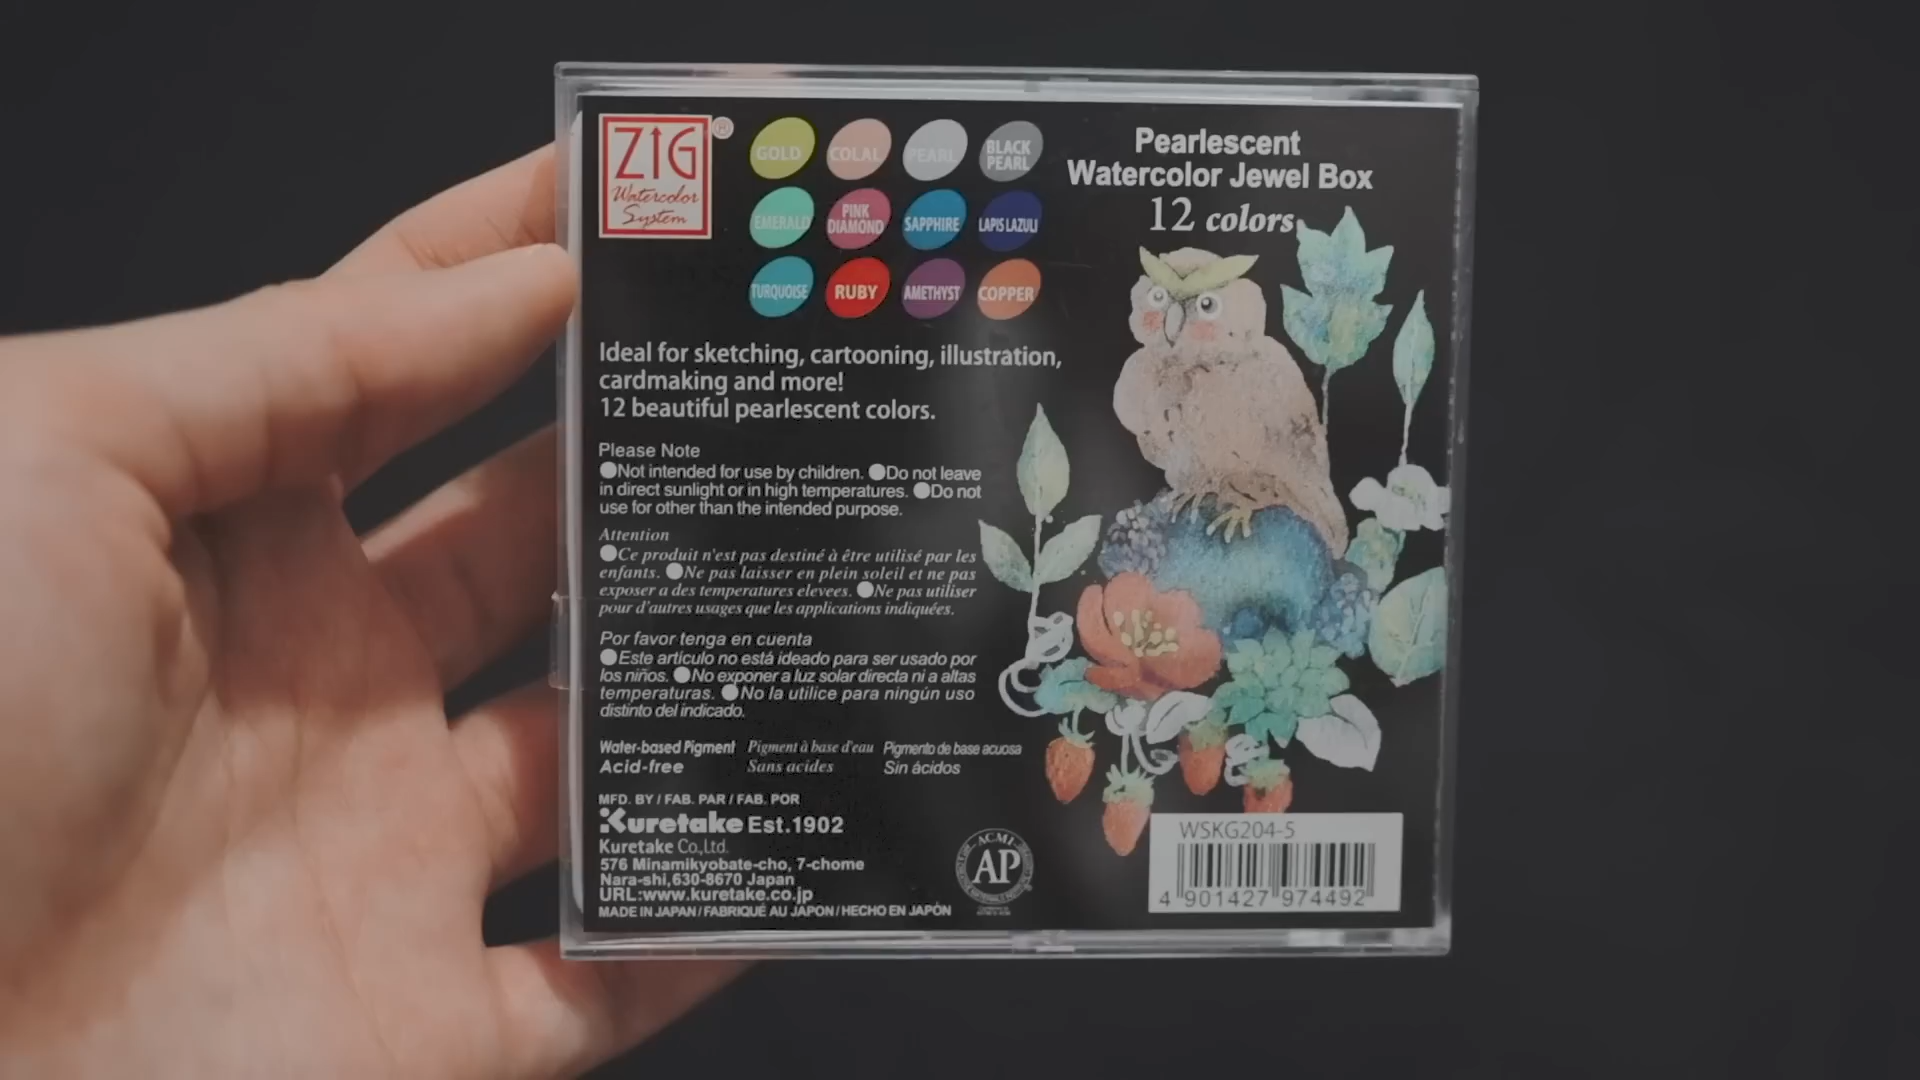 ZIG®
Watercolor
System
GOLD COLAL PEARL BLACK PEARL
EMERALD PINK DIAMOND SAPPHIRE LAPIS LAZULI
TURQUOISE RUBY AMETHYST COPPER
Pearlescent
Watercolor Jewel Box
12 colors
Ideal for sketching, cartooning, illustration,
cardmaking and more!
12 beautiful pearlescent colors.
Please Note
●Not intended for use by children. ●Do not leave
in direct sunlight or in high temperatures. ●Do not
use for other than the intended purpose.
Attention
●Ce produit n'est pas destiné à être utilisé par les
enfants. ●Ne pas laisser en plein soleil et ne pas
exposer a des temperatures elevees. ●Ne pas utiliser
pour d'autres usages que les applications indiquées.
Por favor tenga en cuenta
●Este artículo no está ideado para ser usado por
los niños. ●No exponer a luz solar directa ni a altas
temperaturas. ●No la utilice para ningún uso
distinto del indicado.
Water-based Pigment Pigment à base d'eau Pigmento de base acuosa
Acid-free Sans acides Sin ácidos
MFD. BY / FAB. PAR / FAB. POR
Kuretake Est.1902
Kuretake Co.,Ltd.
576 Minamikyobate-cho, 7-chome
Nara-shi,630-8670 Japan
URL:www.kuretake.co.jp
MADE IN JAPAN / FABRIQUÉ AU JAPON / HECHO EN JAPÓN
ACMI
AP
WSKG204-5
4 901427 974492